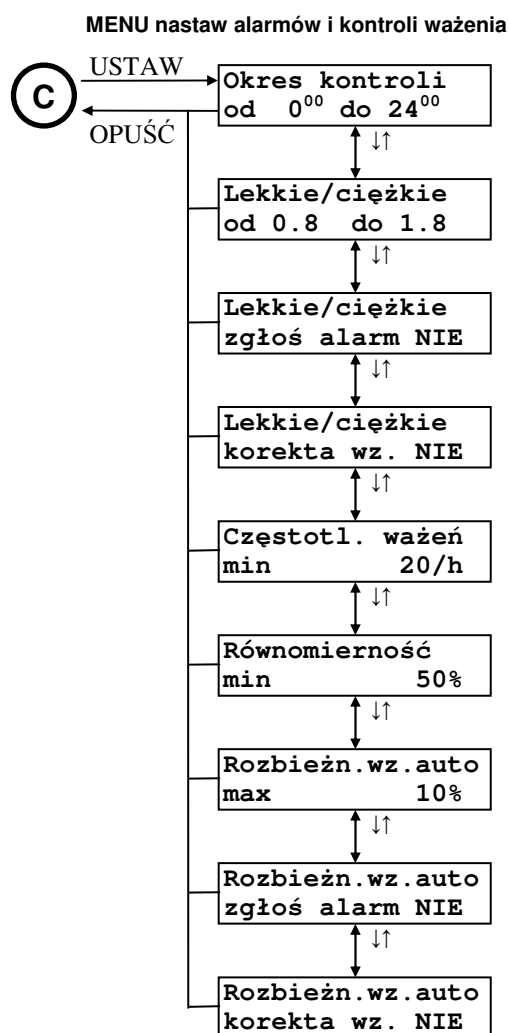 MENU nastaw alarmów i kontroli ważenia
USTAW
C
OPUŚĆ
Okres kontroli
od 0⁰⁰ do 24⁰⁰
↓↑
Lekkie/ciężkie
od 0.8 do 1.8
↓↑
Lekkie/ciężkie
zgłoś alarm NIE
↓↑
Lekkie/ciężkie
korekta wz. NIE
↓↑
Częstotl. ważeń
min 20/h
↓↑
Równomierność
min 50%
↓↑
Rozbieżn.wz.auto
max 10%
↓↑
Rozbieżn.wz.auto
zgłoś alarm NIE
↓↑
Rozbieżn.wz.auto
korekta wz. NIE